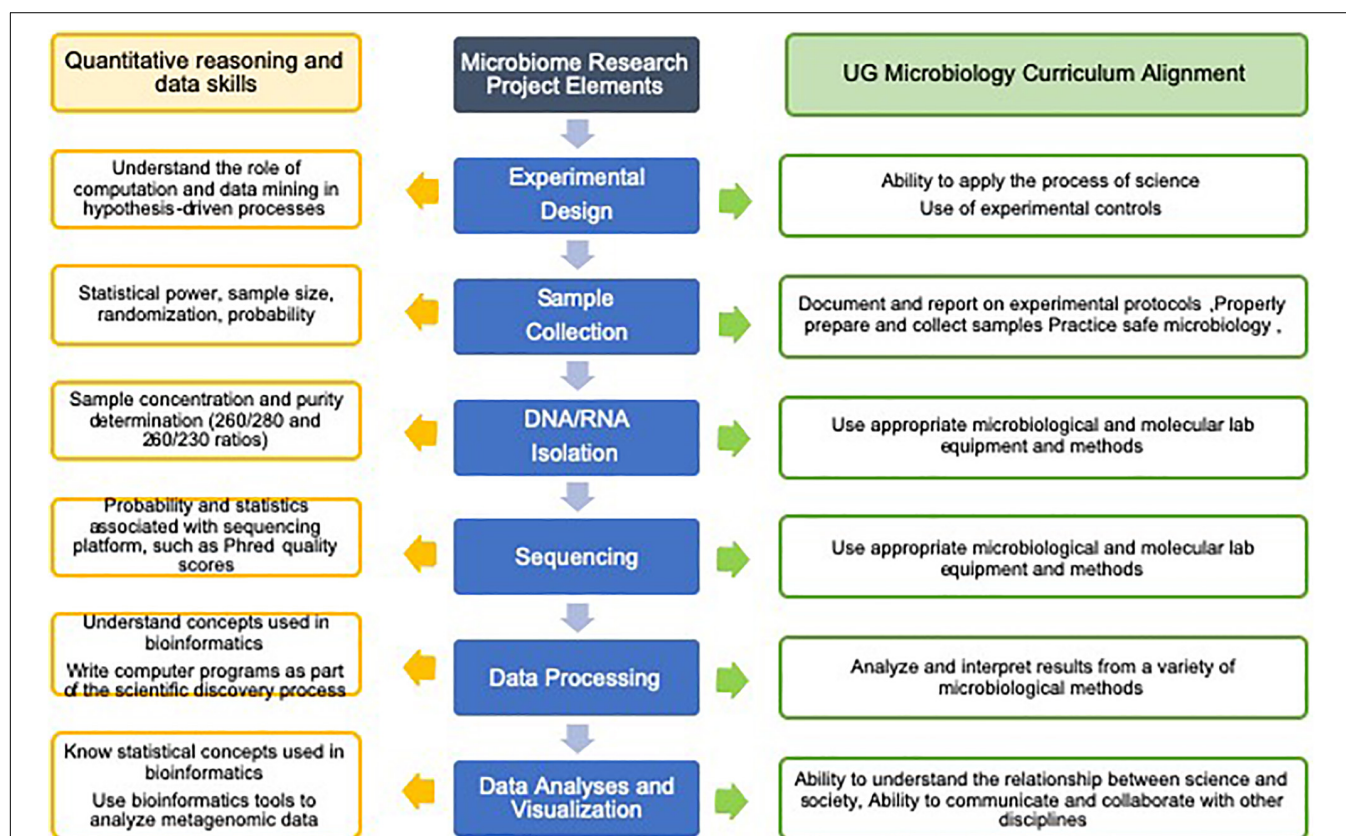 Quantitative reasoning and
data skills
Microbiome Research
Project Elements
UG Microbiology Curriculum Alignment
Understand the role of
computation and data mining in
hypothesis-driven processes
Experimental
Design
Ability to apply the process of science
Use of experimental controls
Statistical power, sample size,
randomization, probability
Sample
Collection
Document and report on experimental protocols ,Properly
prepare and collect samples Practice safe microbiology ,
Sample concentration and purity
determination (260/280 and
260/230 ratios)
DNA/RNA
Isolation
Use appropriate microbiological and molecular lab
equipment and methods
Probability and statistics
associated with sequencing
platform, such as Phred quality
scores
Sequencing
Use appropriate microbiological and molecular lab
equipment and methods
Understand concepts used in
bioinformatics
Write computer programs as part
of the scientific discovery process
Data Processing
Analyze and interpret results from a variety of
microbiological methods
Know statistical concepts used in
bioinformatics
Use bioinformatics tools to
analyze metagenomic data
Data Analyses and
Visualization
Ability to understand the relationship between science and
society, Ability to communicate and collaborate with other
disciplines